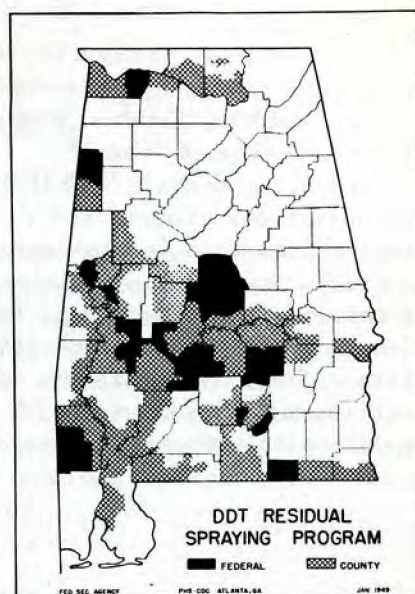 DDT RESIDUAL
SPRAYING PROGRAM
FEDERAL COUNTY
FED SEC AGENCY PHS-CDC ATLANTA,GA JAN 1949